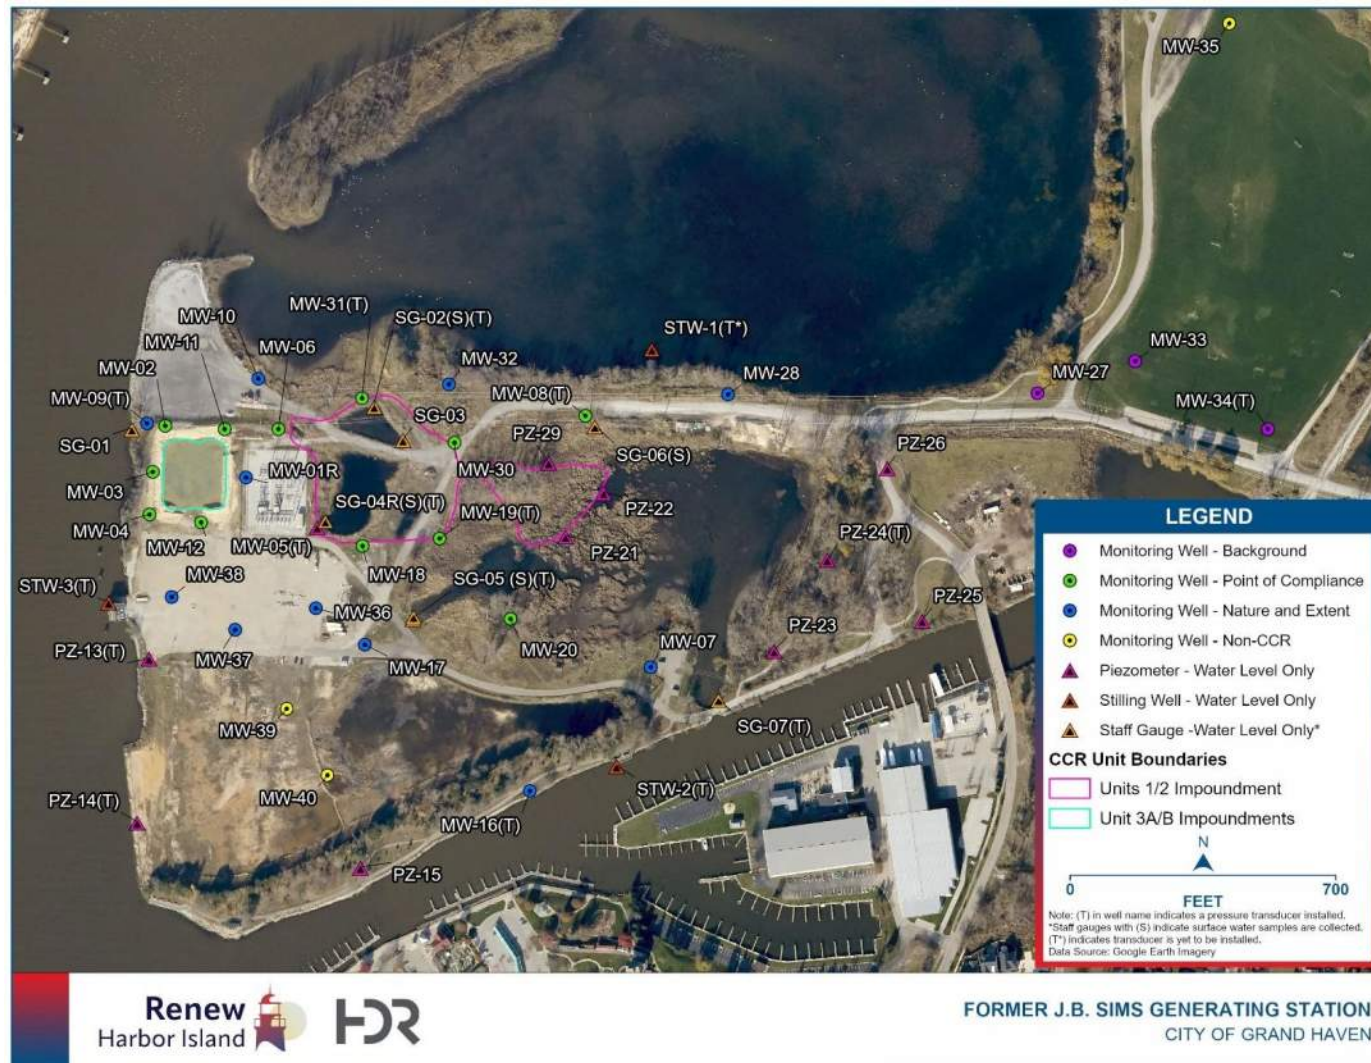 MW-35
MW-31(T)
SG-02(S)(T)
MW-10
MW-06
MW-11
MW-02
MW-09(T)
STW-1(T*)
MW-32
MW-28
MW-33
MW-27
MW-34(T)
MW-08(T)
SG-03
SG-01
PZ-29
SG-06(S)
PZ-26
MW-03
MW-01R
MW-30
SG-04R(S)(T)
MW-19(T)
PZ-22
MW-04
MW-12
MW-05(T)
PZ-21
PZ-24(T)
MW-18
STW-3(T)
MW-38
SG-05 (S)(T)
MW-36
PZ-25
PZ-23
MW-07
MW-20
PZ-13(T)
MW-37
MW-17
MW-39
SG-07(T)
MW-40
STW-2(T)
PZ-14(T)
MW-16(T)
PZ-15
LEGEND
Monitoring Well - Background
Monitoring Well - Point of Compliance
Monitoring Well - Nature and Extent
Monitoring Well - Non-CCR
Piezometer - Water Level Only
Stilling Well - Water Level Only
Staff Gauge -Water Level Only*
CCR Unit Boundaries
Units 1/2 Impoundment
Unit 3A/B Impoundments
N
0 700
FEET
Note: (T) in well name indicates a pressure transducer installed.
*Staff gauges with (S) indicate surface water samples are collected.
(T*) indicates transducer is yet to be installed.
Data Source: Google Earth Imagery
Renew
Harbor Island
HDR
FORMER J.B. SIMS GENERATING STATION
CITY OF GRAND HAVEN